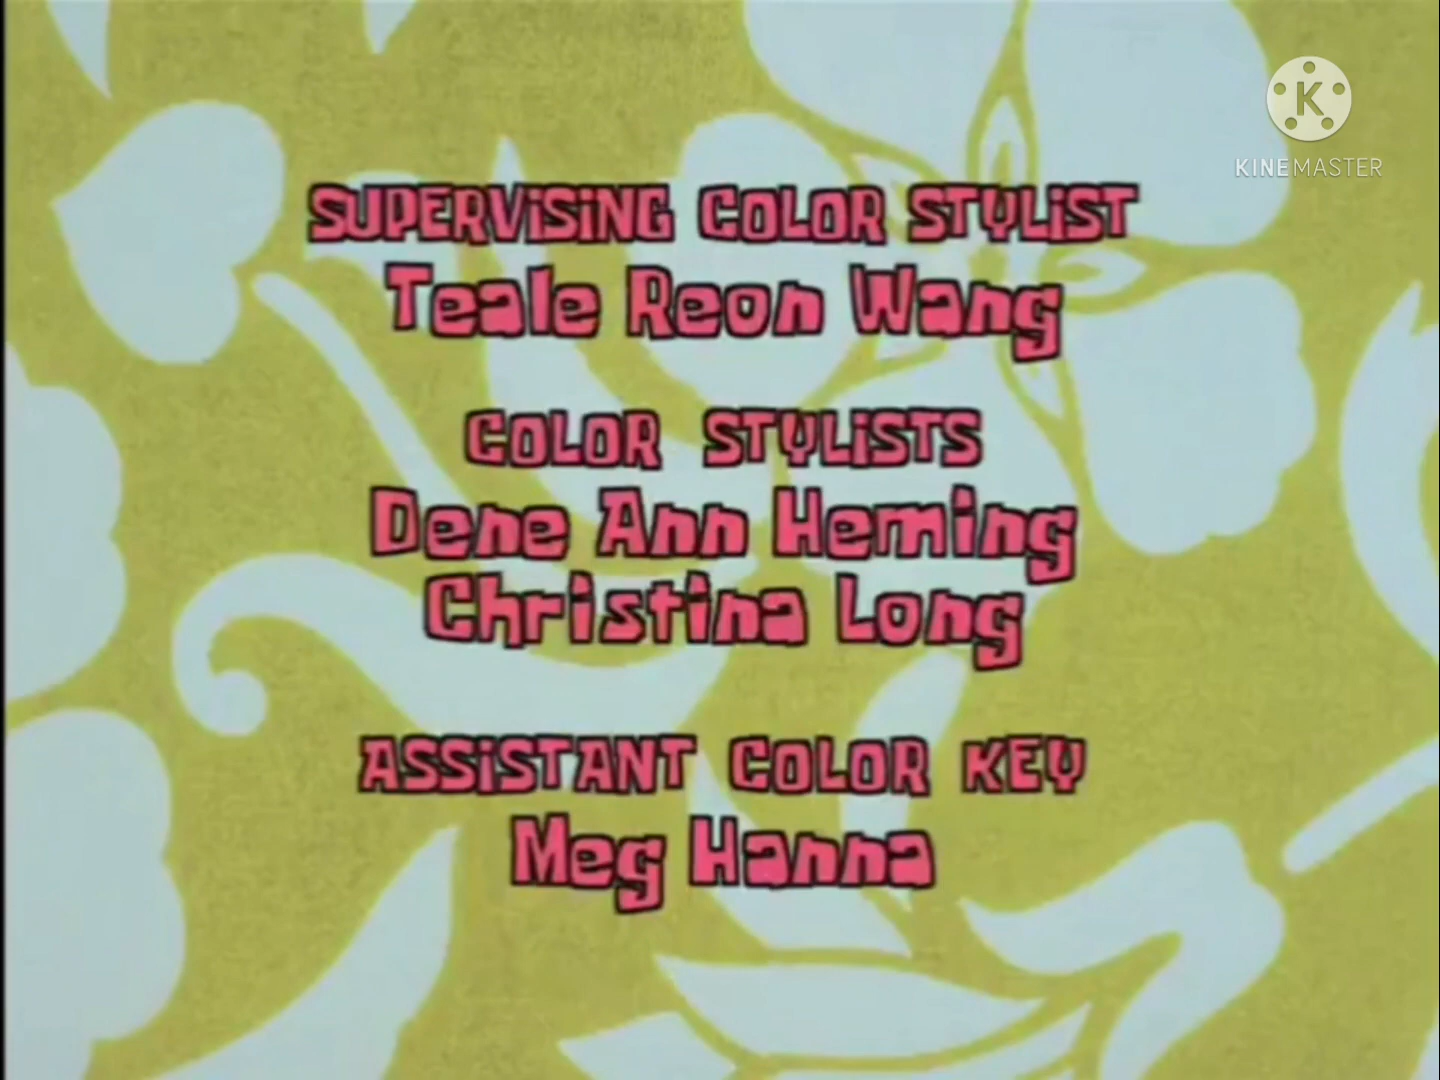 K
KINEMASTER
SUPERViSiNG COLOR STYLiST
Teale Reon Wang
COLOR STYLiSTS
Dene Ann Heming
Christina Long
ASSiSTANT COLOR KEY
Meg Hanna